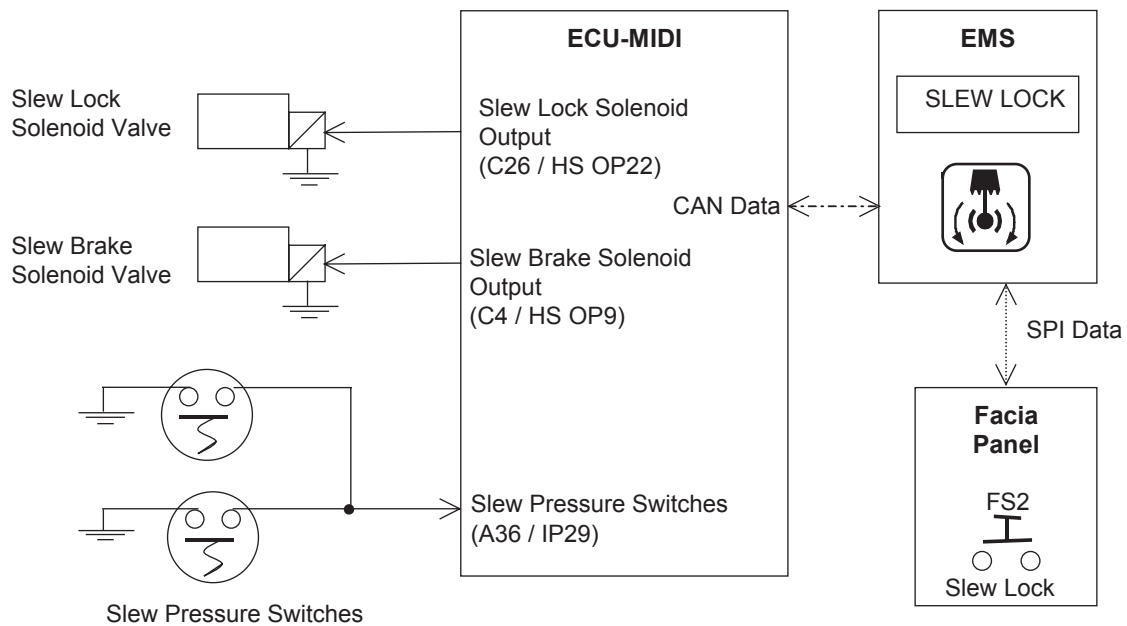 ECU-MIDI
EMS
Slew Lock
Solenoid Valve
Slew Lock Solenoid
Output
(C26 / HS OP22)
SLEW LOCK
CAN Data
Slew Brake
Solenoid Valve
Slew Brake Solenoid
Output
(C4 / HS OP9)
SPI Data
Facia
Panel
Slew Pressure Switches
(A36 / IP29)
FS2
Slew Lock
Slew Pressure Switches